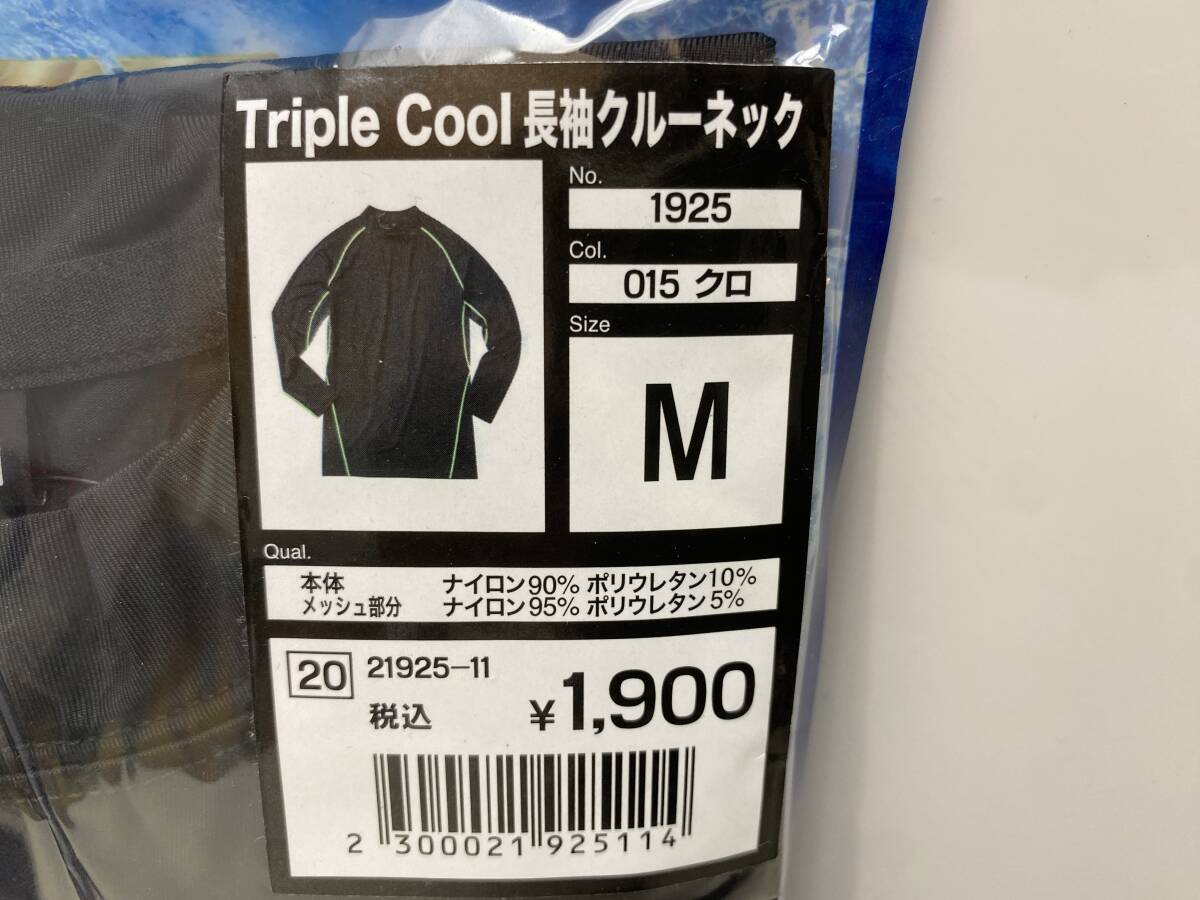 Triple Cool 長袖クルーネック
No.
1925
Col.
015 クロ
Size
M
Qual.
本体 ナイロン90% ポリウレタン10%
メッシュ部分 ナイロン95% ポリウレタン5%
20 21925-11
税込 ¥1,900
2 300021 925114